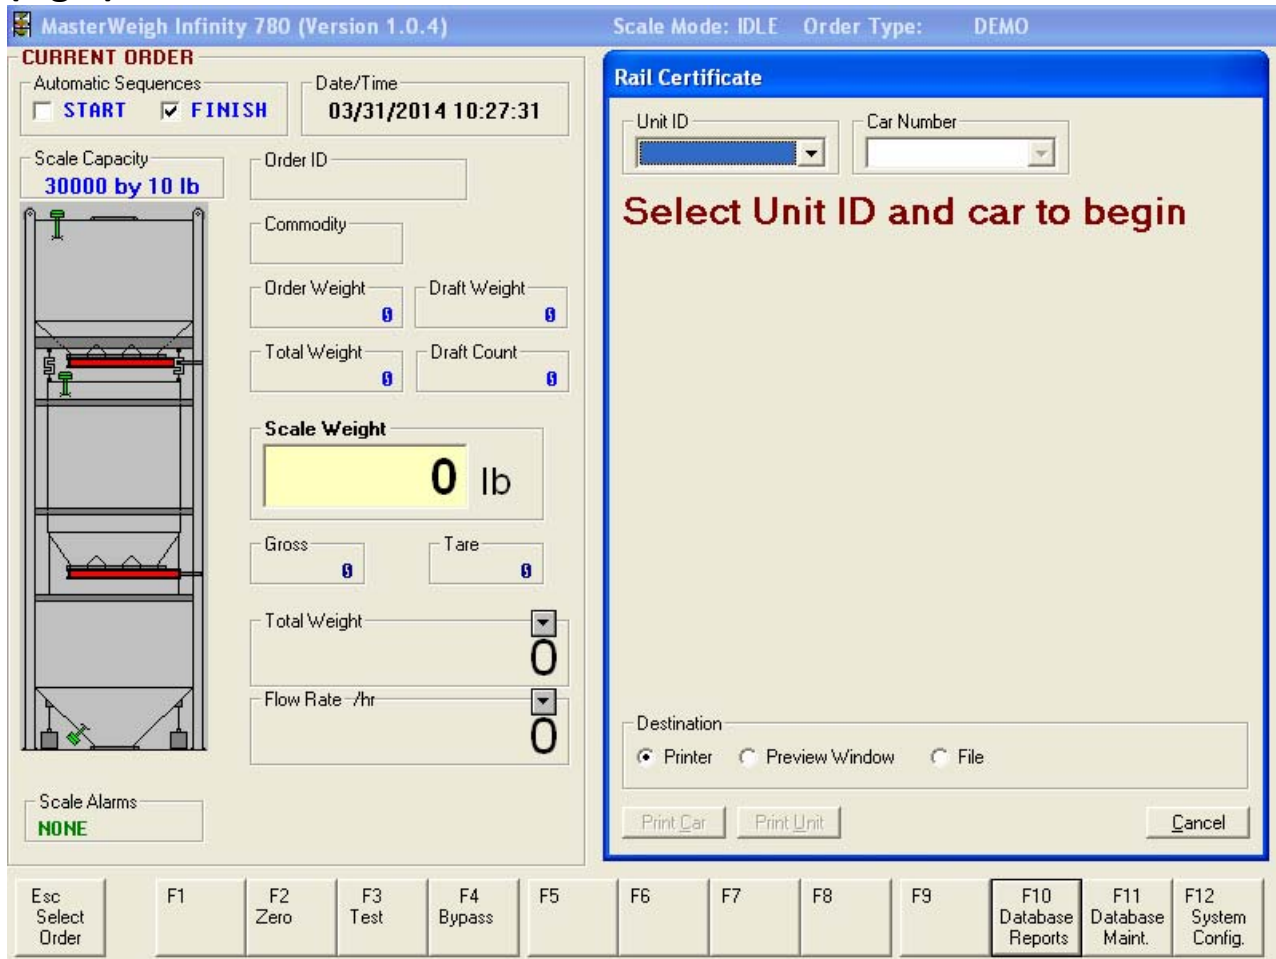 MasterWeigh Infinity 780 (Version 1.0.4) Scale Mode: IDLE Order Type: DEMO
CURRENT ORDER
Automatic Sequences
START FINISH
Date/Time
03/31/2014 10:27:31
Scale Capacity
30000 by 10 lb
Order ID
Commodity
Order Weight
0
Draft Weight
0
Total Weight
0
Draft Count
0
Scale Weight
0 lb
Gross
0
Tare
0
Total Weight
0
Flow Rate /hr
0
Scale Alarms
NONE
Rail Certificate
Unit ID
Car Number
Select Unit ID and car to begin
Destination
Printer Preview Window File
Print Car Print Unit Cancel
Esc
Select
Order
F1
F2
Zero
F3
Test
F4
Bypass
F5
F6
F7
F8
F9
F10
Database
Reports
F11
Database
Maint.
F12
System
Config.